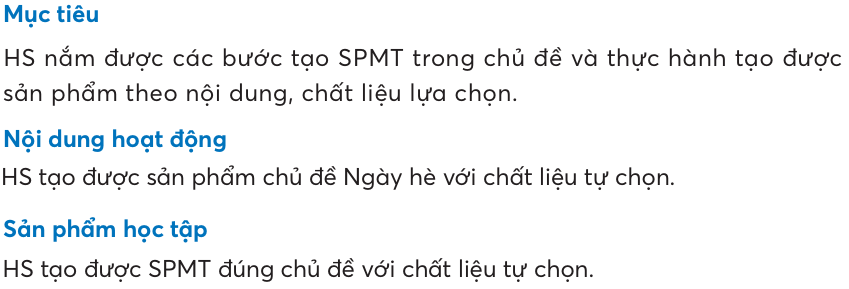 Mục tiêu
HS nắm được các bước tạo SPMT trong chủ đề và thực hành tạo được
sản phẩm theo nội dung, chất liệu lựa chọn.
Nội dung hoạt động
HS tạo được sản phẩm chủ đề Ngày hè với chất liệu tự chọn.
Sản phẩm học tập
HS tạo được SPMT đúng chủ đề với chất liệu tự chọn.